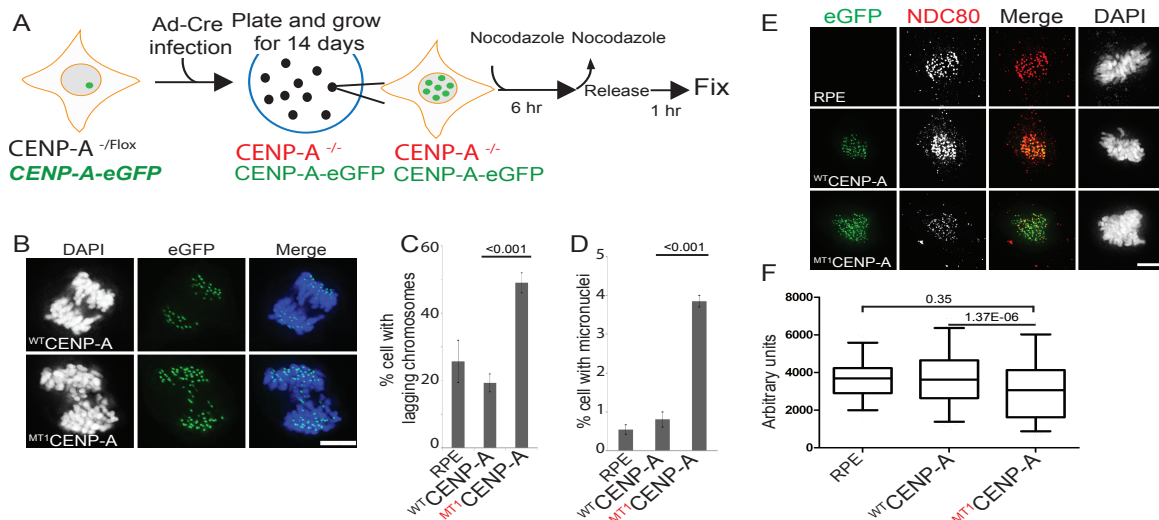 A
Ad-Cre
infection
Plate and grow
for 14 days
Nocodazole
Nocodazole
6 hr
Release
1 hr
Fix
CENP-A -/Flox
CENP-A-eGFP
CENP-A -/-
CENP-A-eGFP
CENP-A -/-
CENP-A-eGFP
B
DAPI
eGFP
Merge
WTCENP-A
MT1CENP-A
C
% cell with
lagging chromosomes
60
40
20
0
<0.001
RPE
WTCENP-A
MT1CENP-A
D
% cell with micronuclei
5
4
3
2
1
0
<0.001
RPE
WTCENP-A
MT1CENP-A
E
eGFP
NDC80
Merge
DAPI
RPE
WTCENP-A
MT1CENP-A
F
Arbitrary units
8000
6000
4000
2000
0
0.35
1.37E-06
RPE
WTCENP-A
MT1CENP-A